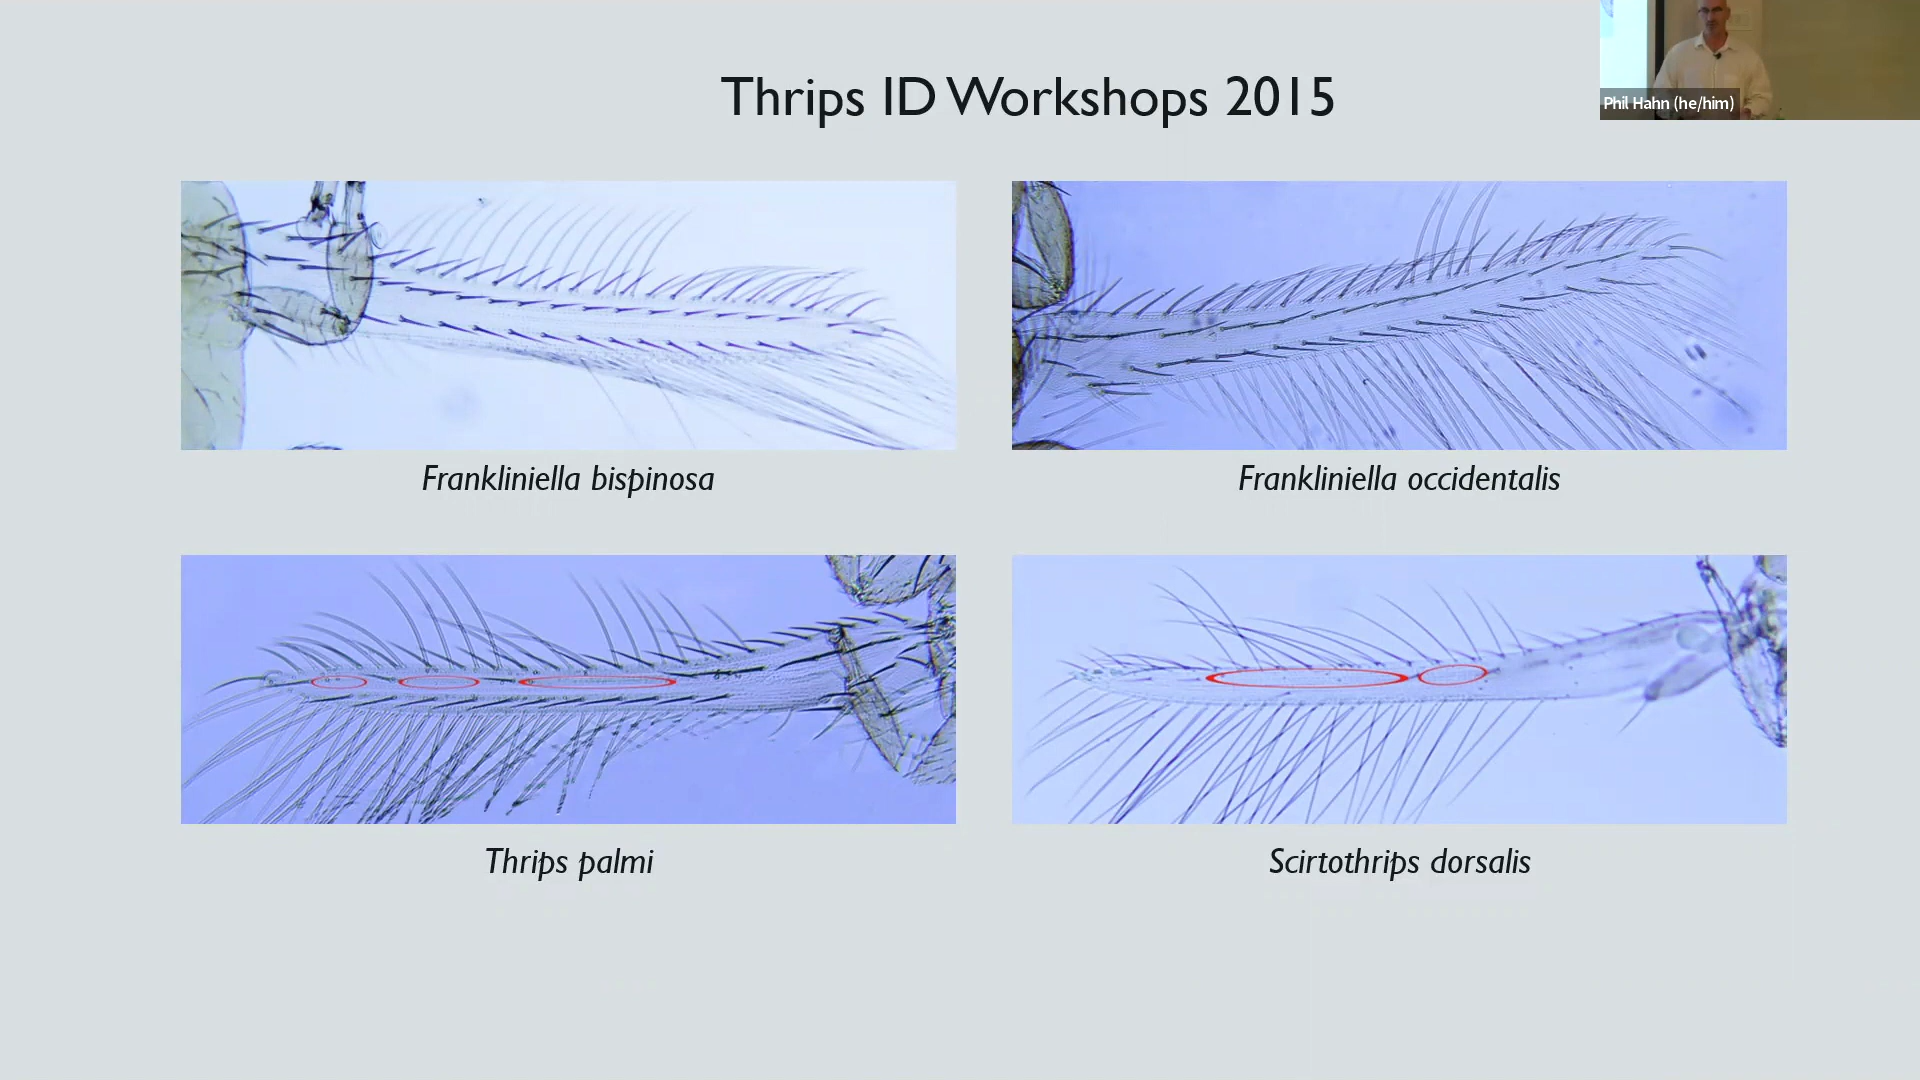 Thrips ID Workshops 2015
Phil Hahn (he/him)
Frankliniella bispinosa
Frankliniella occidentalis
Thrips palmi
Scirtothrips dorsalis